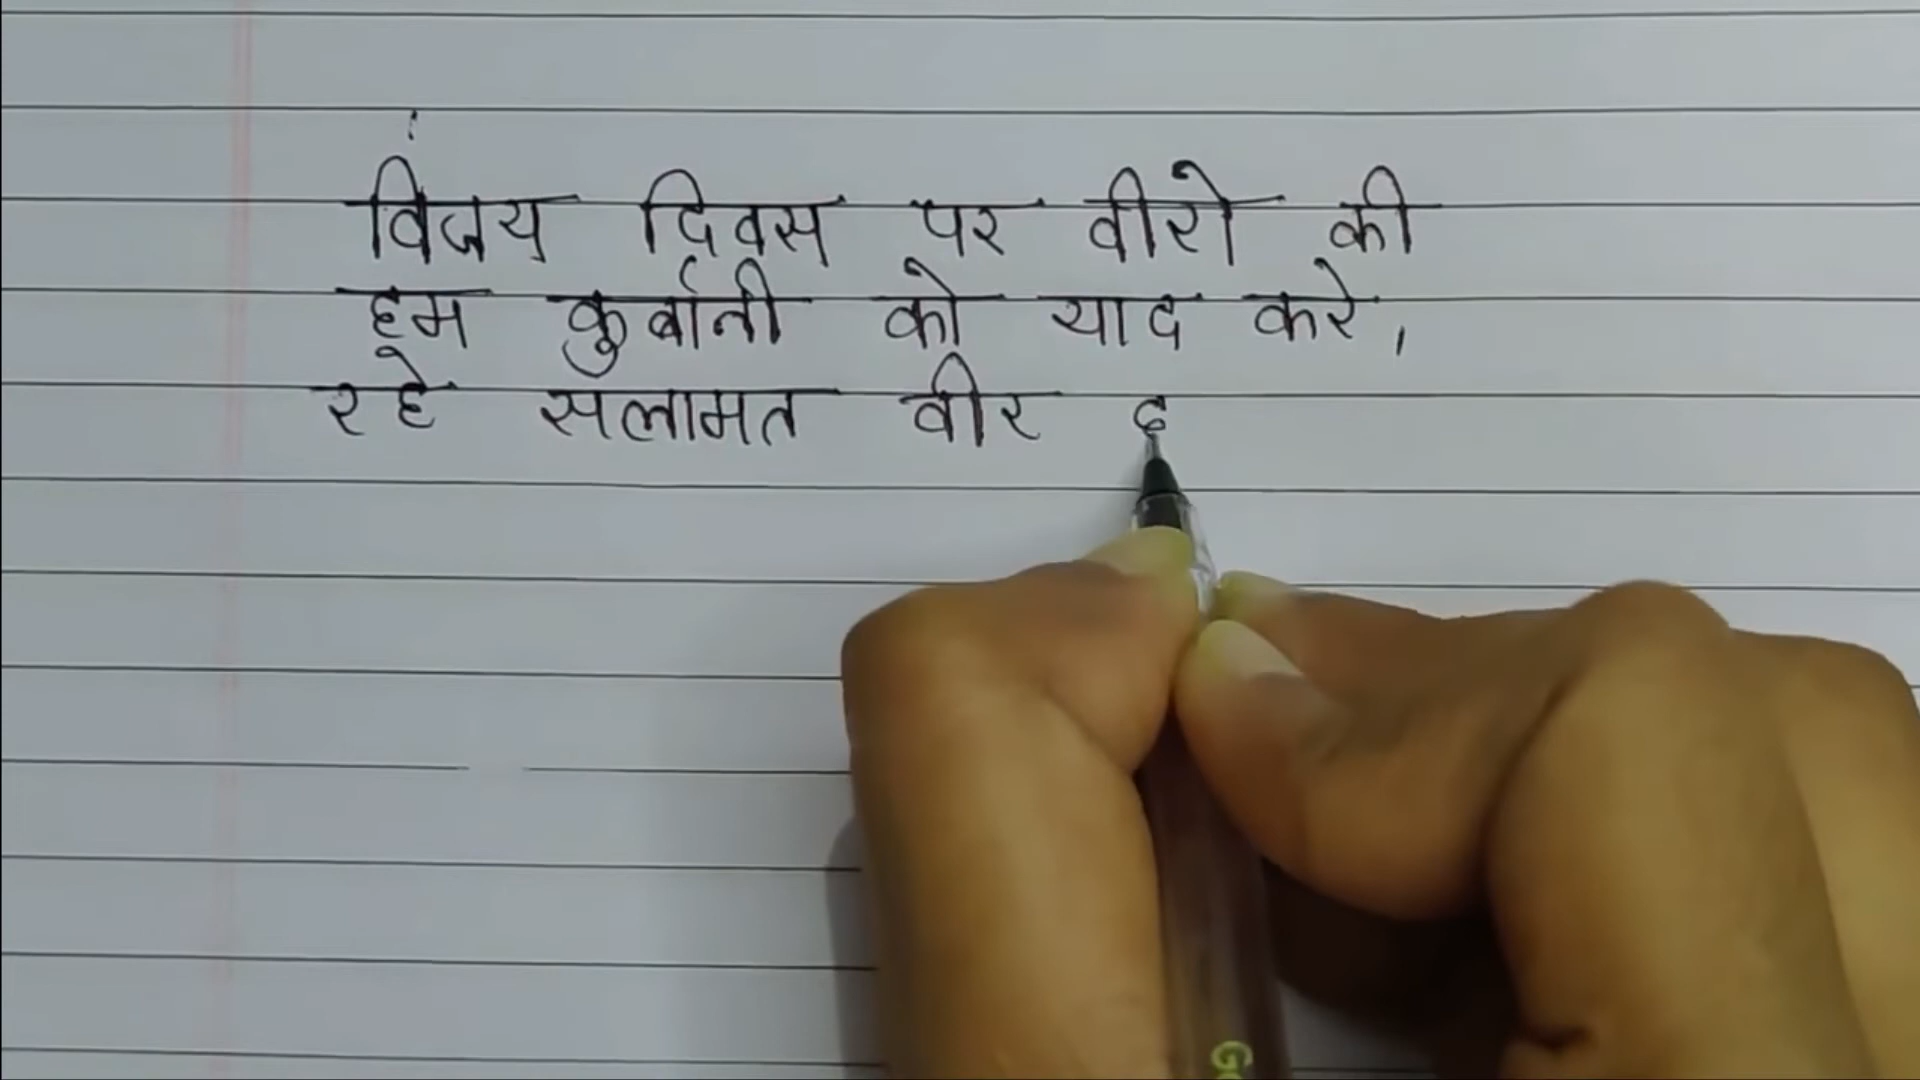 विजय दिवस पर वीरो की
हम कुर्बानी को याद करे,
रहे सलामत वीर ह